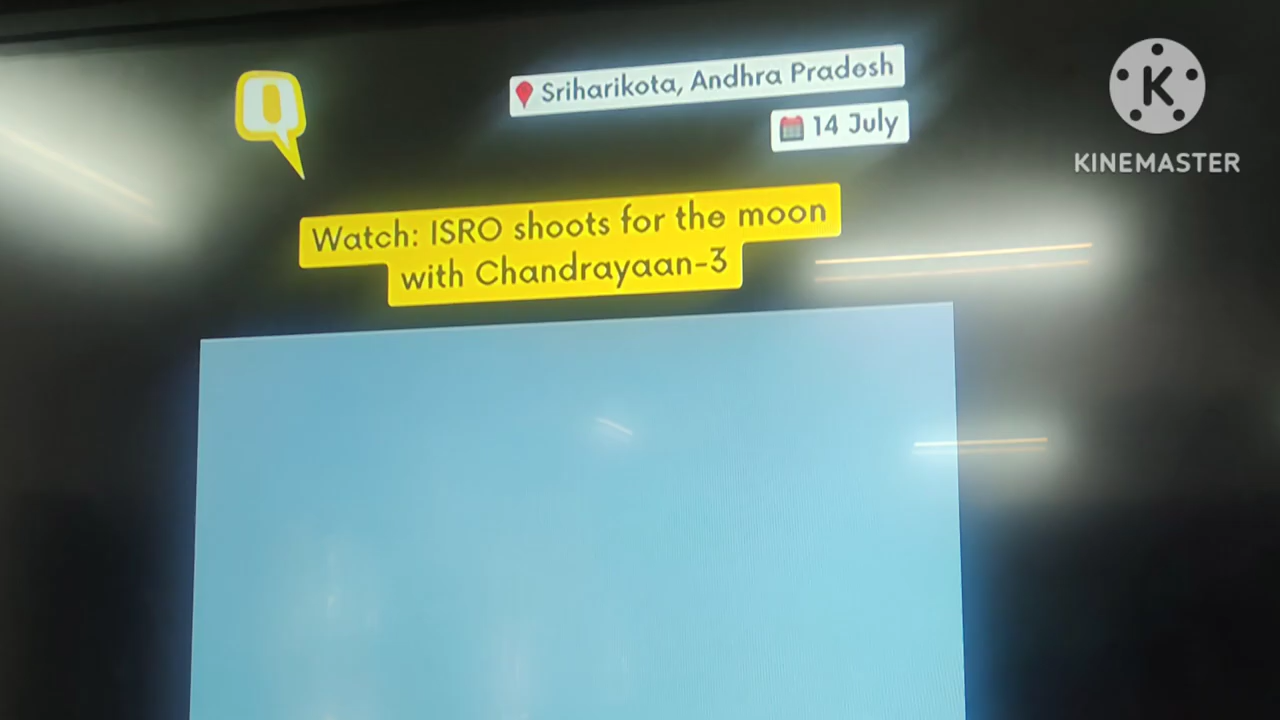 Sriharikota, Andhra Pradesh
14 July
Q
Watch: ISRO shoots for the moon
with Chandrayaan-3
K
KINEMASTER